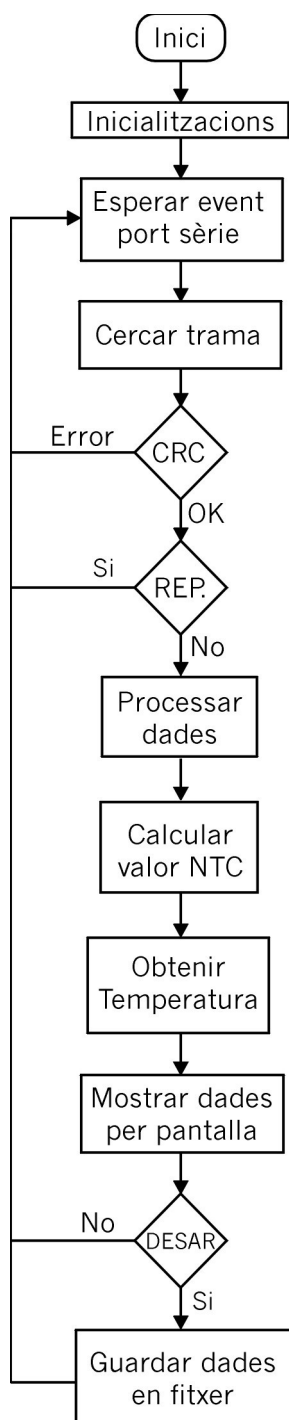 Inici
Inicialitzacions
Esperar event
port sèrie
Cercar trama
Error
CRC
OK
Si
REP.
No
Processar
dades
Calcular
valor NTC
Obtenir
Temperatura
Mostrar dades
per pantalla
No
DESAR
Si
Guardar dades
en fitxer